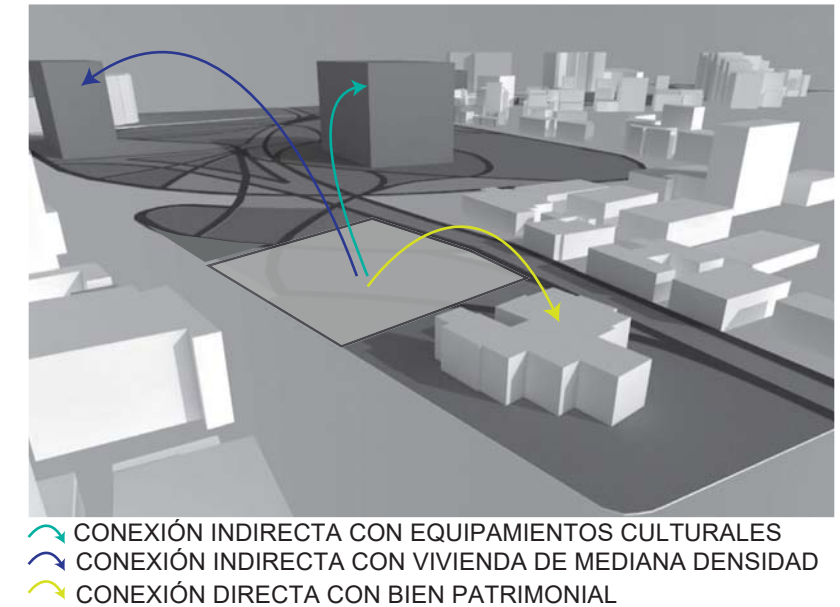 CONEXIÓN INDIRECTA CON EQUIPAMIENTOS CULTURALES
CONEXIÓN INDIRECTA CON VIVIENDA DE MEDIANA DENSIDAD
CONEXIÓN DIRECTA CON BIEN PATRIMONIAL